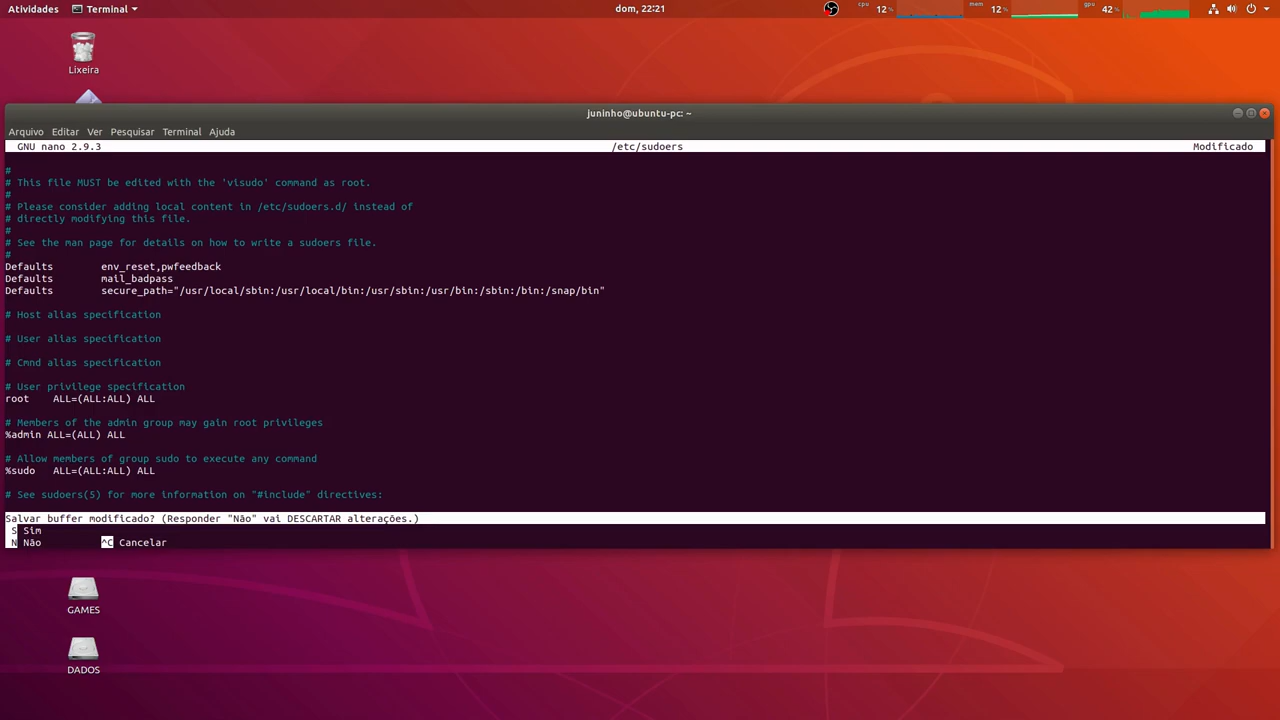 Atividades Terminal dom, 22:21 cpu 12% mem 12% gpu 42%
Lixeira
juninho@ubuntu-pc: ~
Arquivo Editar Ver Pesquisar Terminal Ajuda
GNU nano 2.9.3 /etc/sudoers Modificado
#
# This file MUST be edited with the 'visudo' command as root.
#
# Please consider adding local content in /etc/sudoers.d/ instead of
# directly modifying this file.
#
# See the man page for details on how to write a sudoers file.
#
Defaults env_reset,pwfeedback
Defaults mail_badpass
Defaults secure_path="/usr/local/sbin:/usr/local/bin:/usr/sbin:/usr/bin:/sbin:/bin:/snap/bin"
# Host alias specification
# User alias specification
# Cmnd alias specification
# User privilege specification
root ALL=(ALL:ALL) ALL
# Members of the admin group may gain root privileges
%admin ALL=(ALL) ALL
# Allow members of group sudo to execute any command
%sudo ALL=(ALL:ALL) ALL
# See sudoers(5) for more information on "#include" directives:
Salvar buffer modificado? (Responder "Não" vai DESCARTAR alterações.)
S Sim
N Não ^C Cancelar
GAMES
DADOS